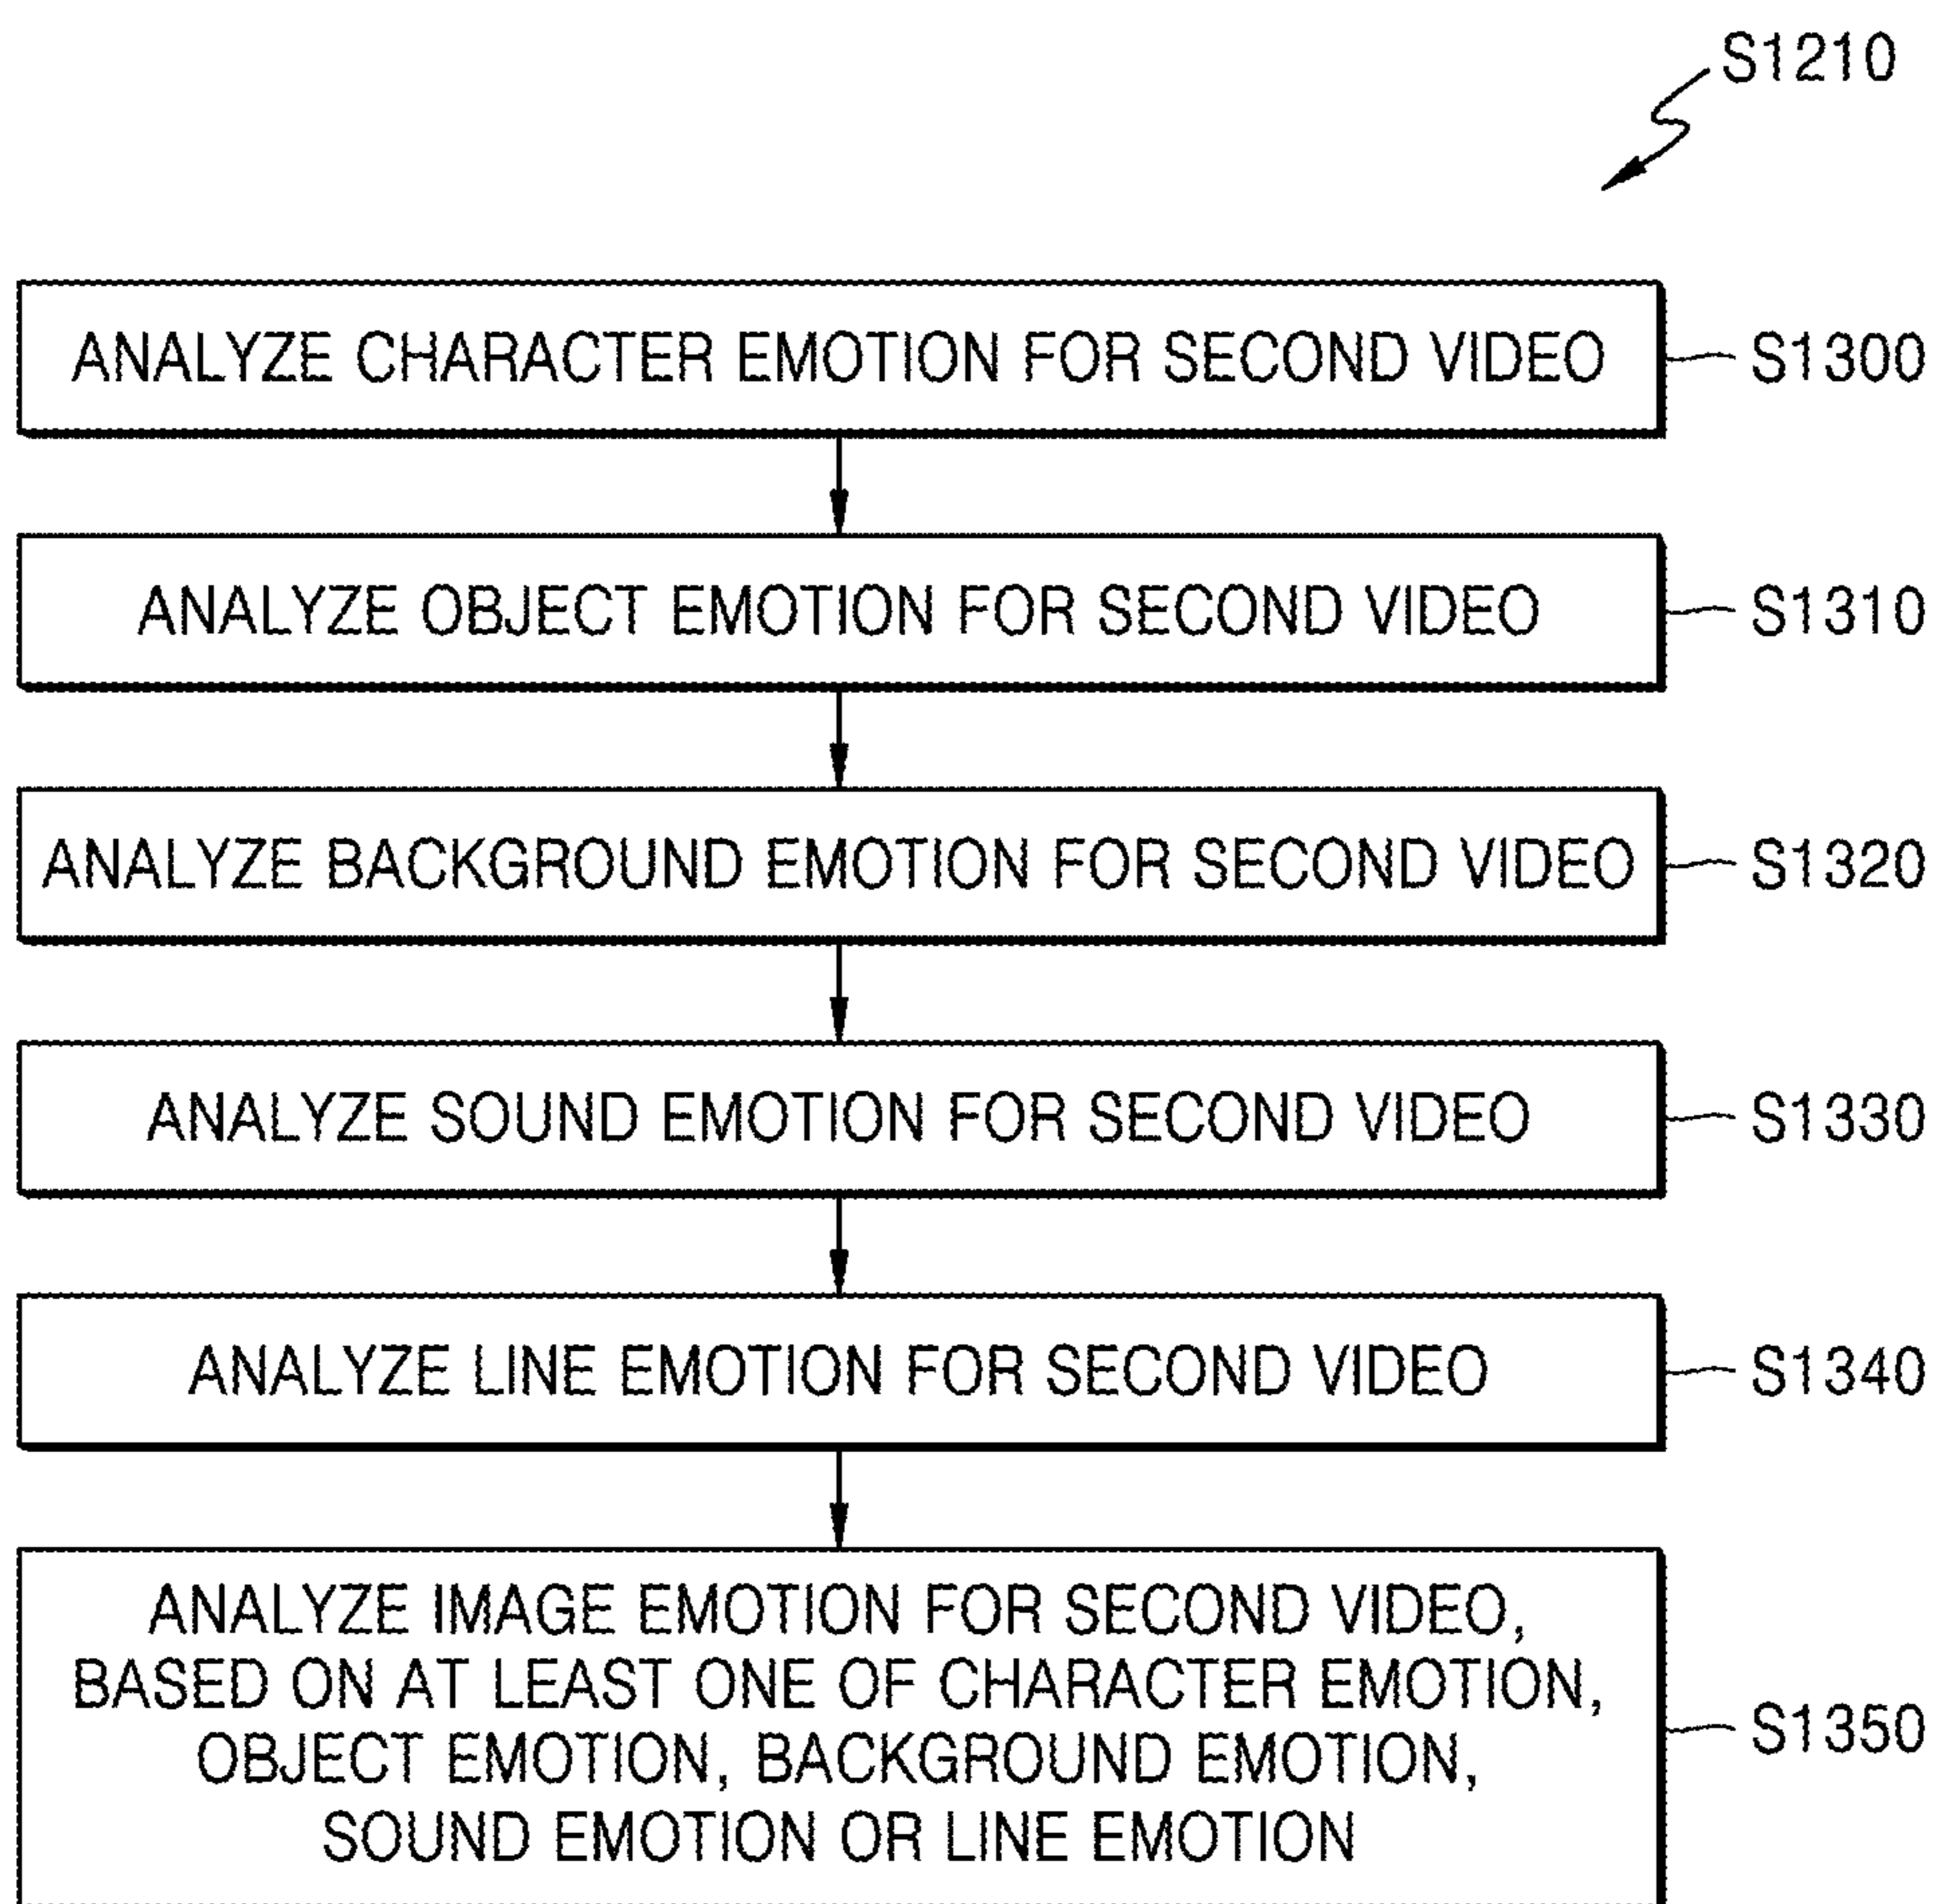 S1210
ANALYZE CHARACTER EMOTION FOR SECOND VIDEO
S1300
ANALYZE OBJECT EMOTION FOR SECOND VIDEO
S1310
ANALYZE BACKGROUND EMOTION FOR SECOND VIDEO
S1320
ANALYZE SOUND EMOTION FOR SECOND VIDEO
S1330
ANALYZE LINE EMOTION FOR SECOND VIDEO
S1340
ANALYZE IMAGE EMOTION FOR SECOND VIDEO,
BASED ON AT LEAST ONE OF CHARACTER EMOTION,
OBJECT EMOTION, BACKGROUND EMOTION,
SOUND EMOTION OR LINE EMOTION
S1350